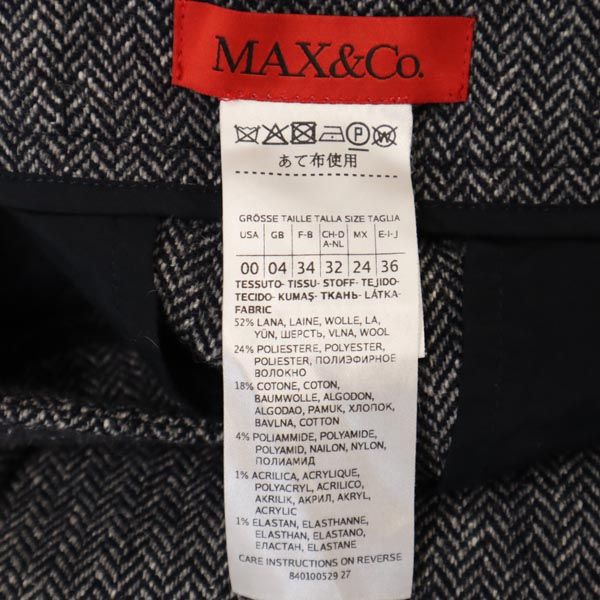 MAX&Co.
P
あて布使用
GRÖSSE TAILLE TALLA SIZE TAGLIA
USA GB F-B CH-D A-NL MX E-I-J
00 04 34 32 24 36
TESSUTO- TISSU- STOFF- TEJIDO-
TECIDO- KUMAŞ- ТКАНЬ- LÁTKA-
FABRIC
52% LANA, LAINE, WOLLE, LA,
YÜN, ШЕРСТЬ, VLNA, WOOL
24% POLIESTERE, POLYESTER,
POLIESTER, ПОЛИЭФИРНОЕ
ВОЛОКНО
18% COTONE, COTON,
BAUMWOLLE, ALGODON,
ALGODAO, PAMUK, ХЛОПОК,
BAVLNA, COTTON
4% POLIAMMIDE, POLYAMIDE,
POLYAMID, NAILON, NYLON,
ПОЛИАМИД
1% ACRILICA, ACRYLIQUE,
POLYACRYL, ACRILICO,
AKRILIK, АКРИЛ, AKRYL,
ACRYLIC
1% ELASTAN, ELASTHANNE,
ELASTHAN, ELASTANO,
ЕЛАСТАН, ELASTANE
CARE INSTRUCTIONS ON REVERSE
840100529 27